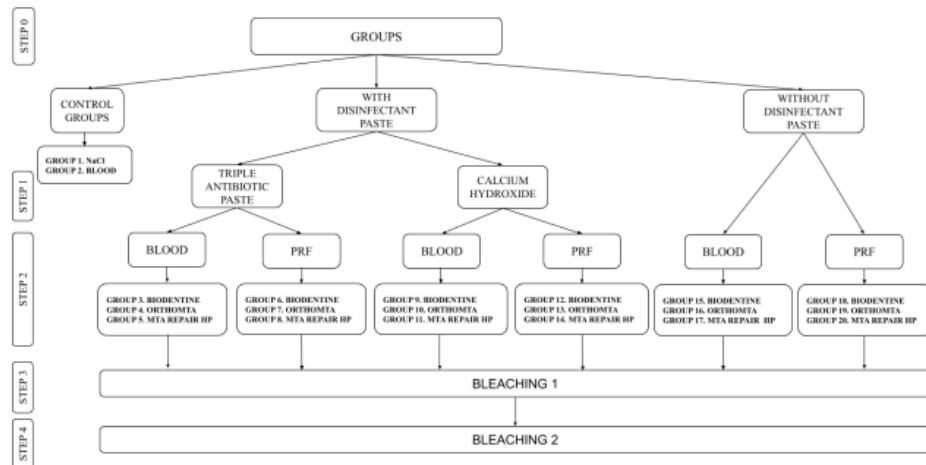 STEP 0
GROUPS
CONTROL
GROUPS
WITH
DISINFECTANT
PASTE
WITHOUT
DISINFECTANT
PASTE
GROUP 1. NaCl
GROUP 2. BLOOD
STEP 1
TRIPLE
ANTIBIOTIC
PASTE
CALCIUM
HYDROXIDE
STEP 2
BLOOD
PRF
BLOOD
PRF
BLOOD
PRF
GROUP 3. BIODENTINE
GROUP 4. ORTHOMTA
GROUP 5. MTA REPAIR HP
GROUP 6. BIODENTINE
GROUP 7. ORTHOMTA
GROUP 8. MTA REPAIR HP
GROUP 9. BIODENTINE
GROUP 10. ORTHOMTA
GROUP 11. MTA REPAIR HP
GROUP 12. BIODENTINE
GROUP 13. ORTHOMTA
GROUP 14. MTA REPAIR HP
GROUP 15. BIODENTINE
GROUP 16. ORTHOMTA
GROUP 17. MTA REPAIR HP
GROUP 18. BIODENTINE
GROUP 19. ORTHOMTA
GROUP 20. MTA REPAIR HP
STEP 3
BLEACHING 1
STEP 4
BLEACHING 2